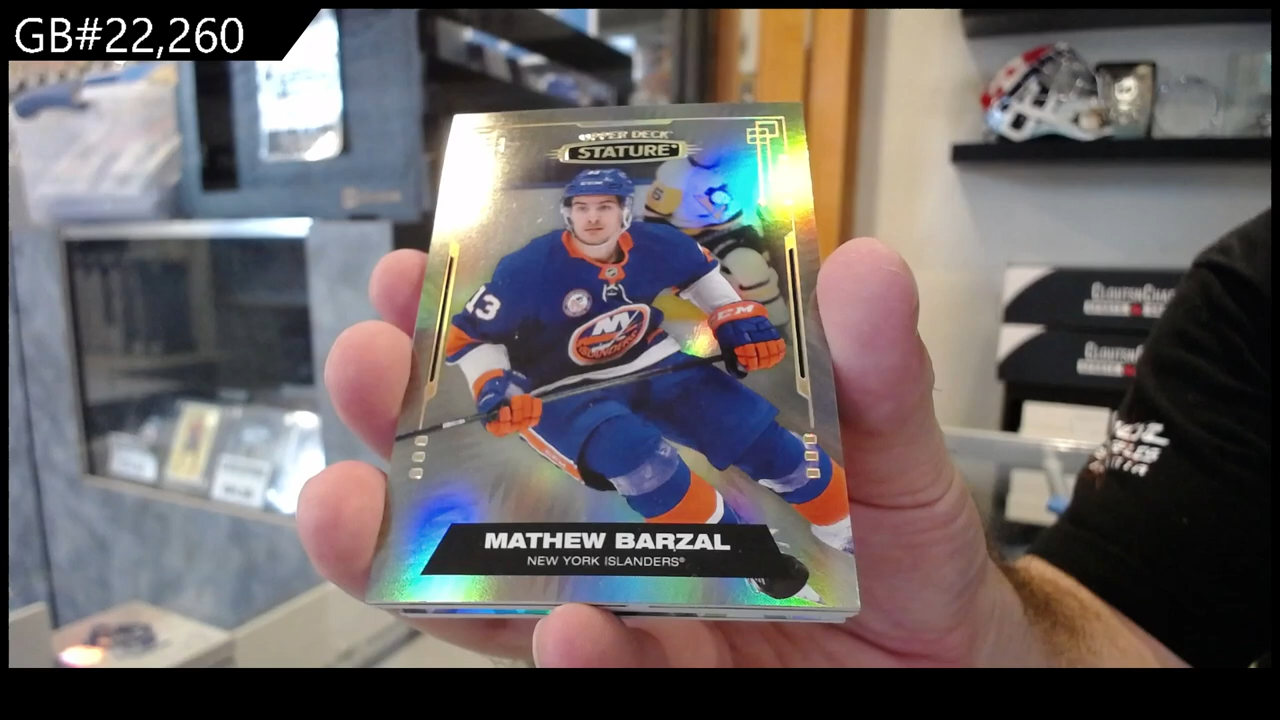 GB#22,260
UPPER DECK
STATURE
13
CCM
MATHEW BARZAL
NEW YORK ISLANDERS®